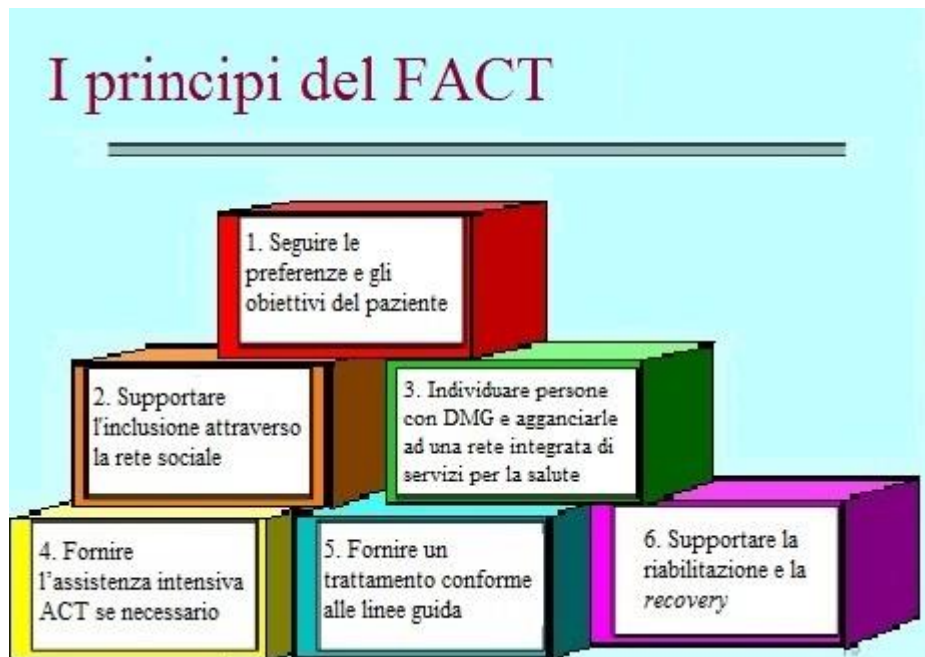 I principi del FACT
1. Seguire le
preferenze e gli
obiettivi del paziente
2. Supportare
l'inclusione attraverso
la rete sociale
3. Individuare persone
con DMG e agganciarle
ad una rete integrata di
servizi per la salute
4. Fornire
l’assistenza intensiva
ACT se necessario
5. Fornire un
trattamento conforme
alle linee guida
6. Supportare la
riabilitazione e la
recovery